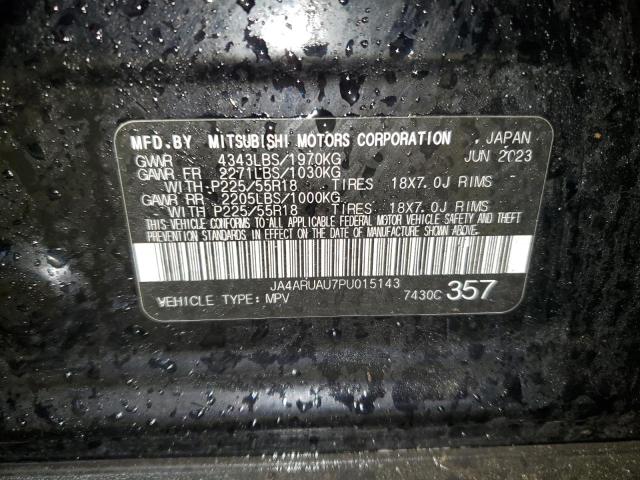 MFD.BY MITSUBISHI MOTORS CORPORATION , JAPAN
GVWR 4343LBS/1970KG JUN 2023
GAWR FR 2271LBS/1030KG
WITH P225/55R18 TIRES 18X7.0J RIMS
GAWR RR 2205LBS/1000KG
WITH P225/55R18 TIRES 18X7.0J RIMS
THIS VEHICLE CONFORMS TO ALL APPLICABLE FEDERAL MOTOR VEHICLE SAFETY AND THEFT
PREVENTION STANDARDS IN EFFECT ON THE DATE OF MANUFACTURE SHOWN ABOVE.
JA4ARUAU7PU015143
VEHICLE TYPE: MPV 7430C 357